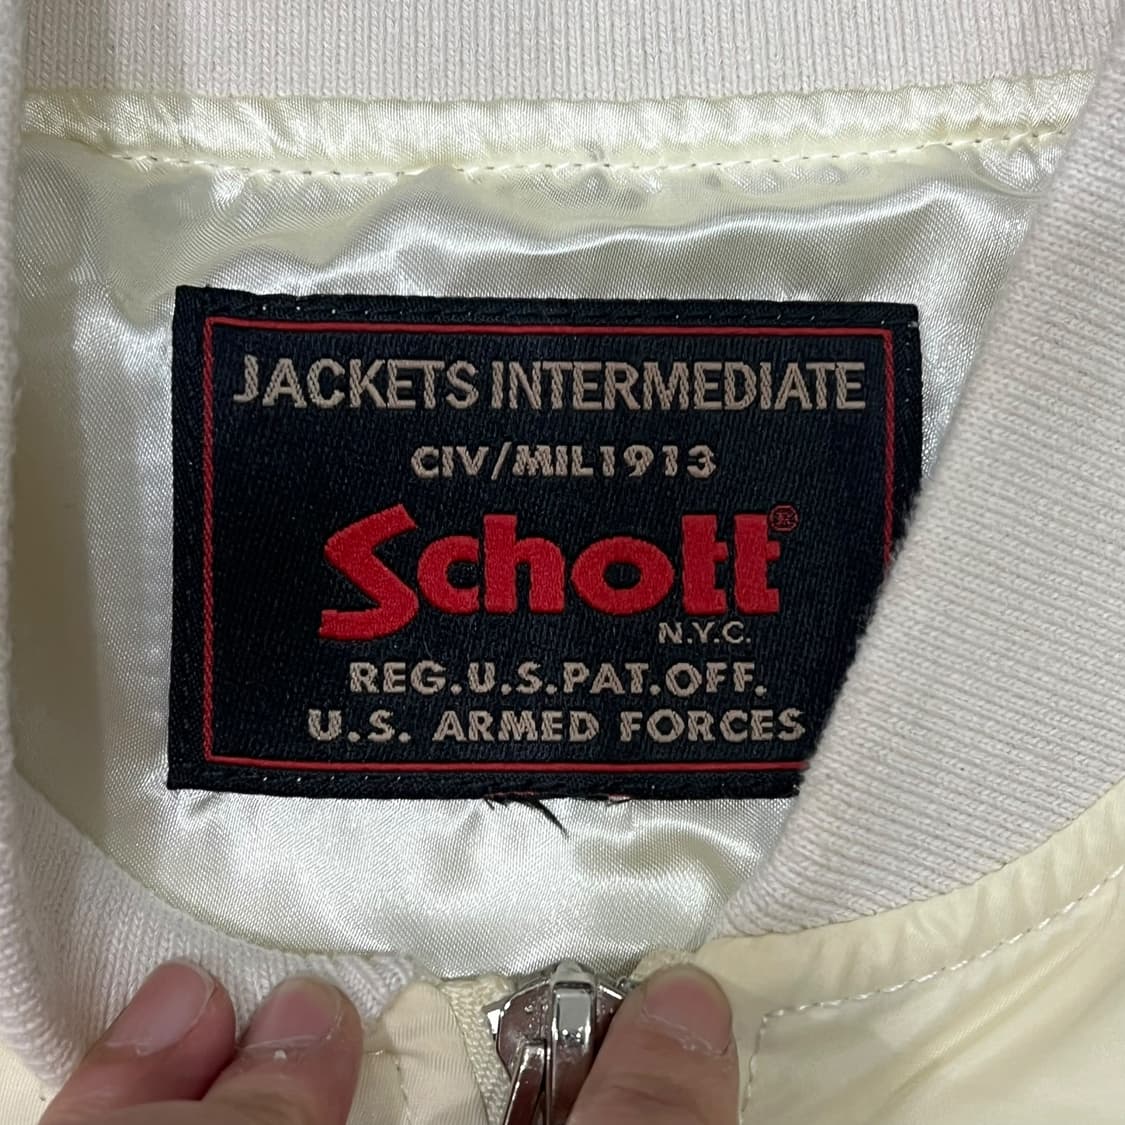 JACKETS INTERMEDIATE
CIV/MIL1913
Schott®
N.Y.C.
REG.U.S.PAT.OFF.
U.S. ARMED FORCES